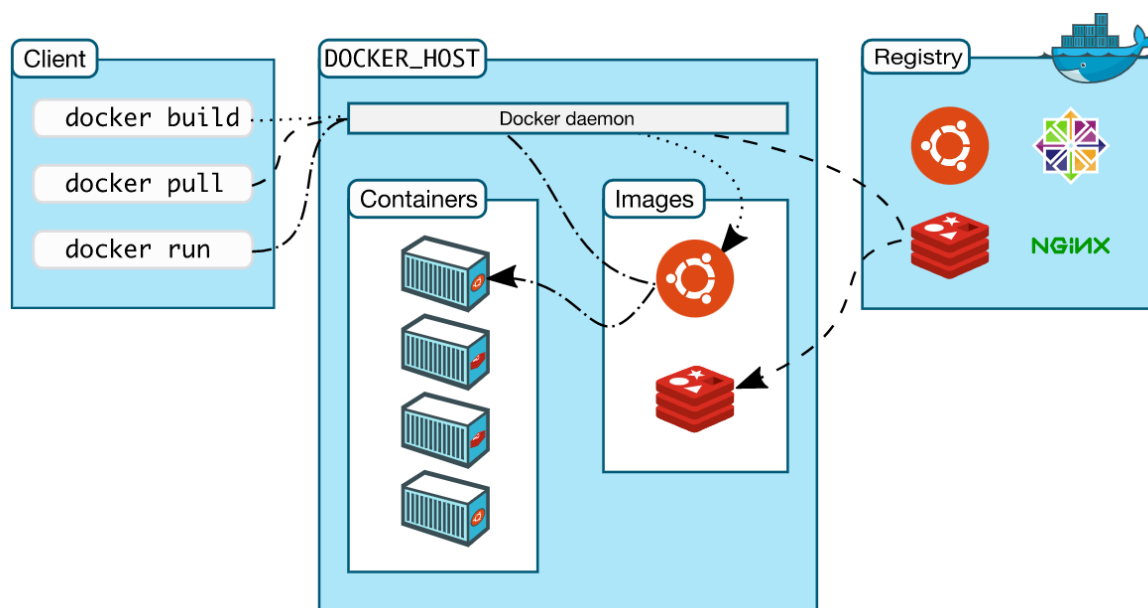 Client
docker build
docker pull
docker run
DOCKER_HOST
Docker daemon
Containers
Images
Registry
NGINX